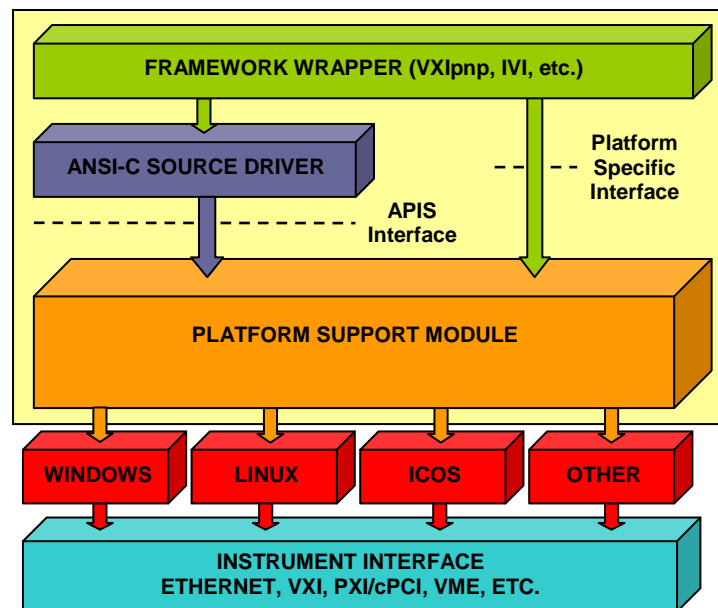 FRAMEWORK WRAPPER (VXIpnp, IVI, etc.)
ANSI-C SOURCE DRIVER
Platform
Specific
Interface
APIS
Interface
PLATFORM SUPPORT MODULE
WINDOWS
LINUX
ICOS
OTHER
INSTRUMENT INTERFACE
ETHERNET, VXI, PXI/cPCI, VME, ETC.